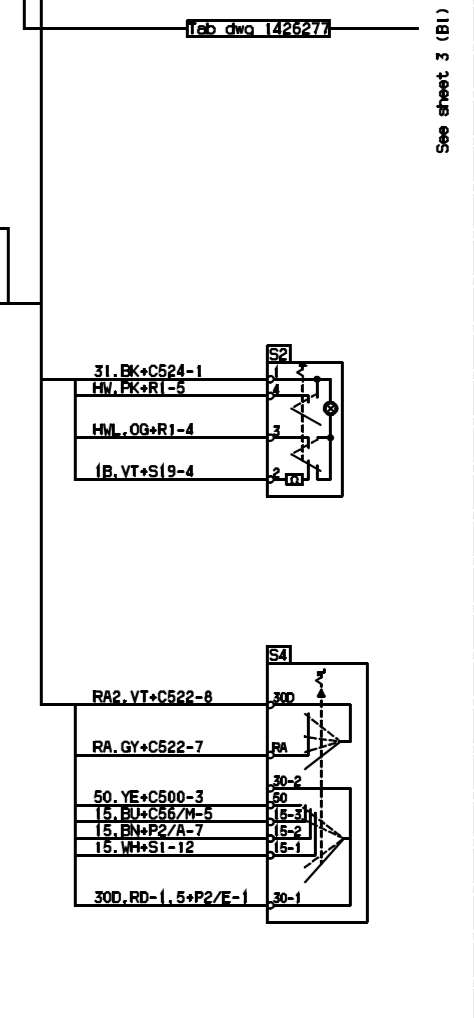 Tab dwg 1426277
See sheet 3 (B1)
S2
31.BK+C524-1
1
HW.PK+R1-5
4
HWL.OG+R1-4
3
1B.VT+S19-4
2
S4
RA2.VT+C522-8
30D
RA.GY+C522-7
RA
30-2
50.YE+C500-3
50
15.BU+C56/M-5
15-3
15.BN+P2/A-7
15-2
15.WH+S1-12
15-1
30D.RD-1.5+P2/E-1
30-1